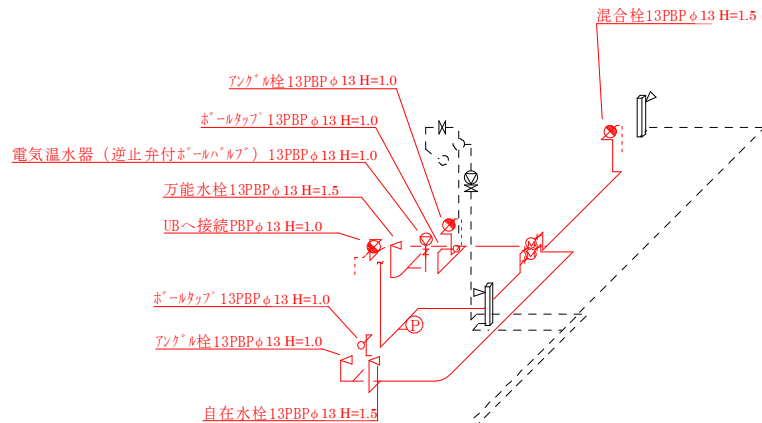 混合栓13PBPφ13 H=1.5
アングル栓13PBPφ13 H=1.0
ボールタップ13PBPφ13 H=1.0
電気温水器（逆止弁付ボールバルブ）13PBPφ13 H=1.0
万能水栓13PBPφ13 H=1.5
UBへ接続PBPφ13 H=1.0
M
M
ボールタップ13PBPφ13 H=1.0
P
アングル栓13PBPφ13 H=1.0
自在水栓13PBPφ13 H=1.5